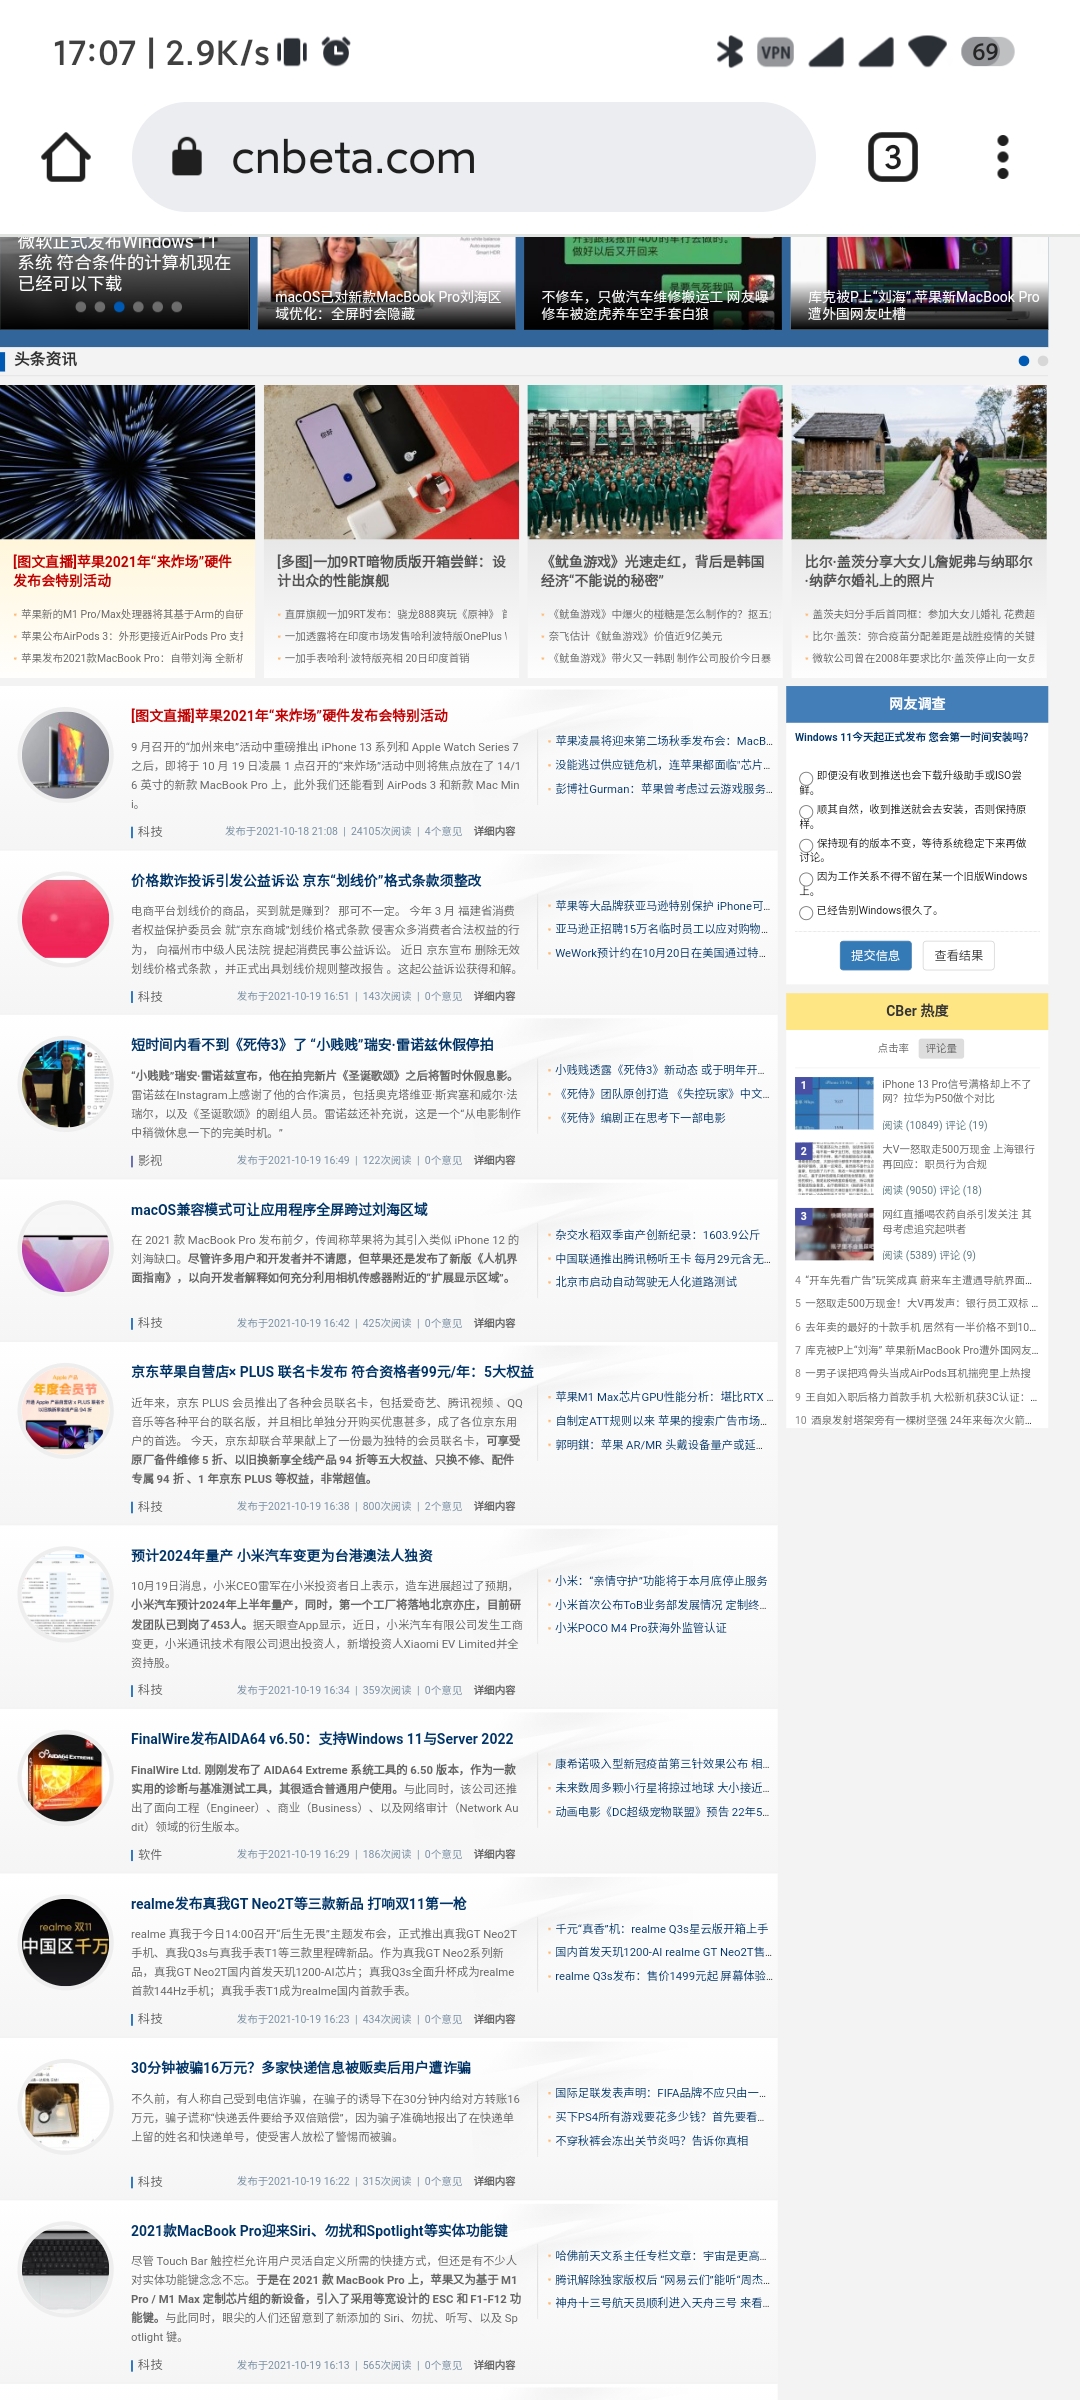 17:07 | 2.9K/s
VPN
69
cnbeta.com
3
微软正式发布Windows 11
系统 符合条件的计算机现在
已经可以下载
macOS已对新款MacBook Pro刘海区
域优化：全屏时会隐藏
做好以后又开回来
不修车，只做汽车维修搬运工 网友曝
修车被途虎养车空手套白狼
库克被P上“刘海” 苹果新MacBook Pro
遭外国网友吐槽
头条资讯
[图文直播]苹果2021年“来炸场”硬件
发布会特别活动
苹果新的M1 Pro/Max处理器将其基于Arm的自研
苹果公布AirPods 3：外形更接近AirPods Pro 支持
苹果发布2021款MacBook Pro：自带刘海 全新机
你好
[多图]一加9RT暗物质版开箱尝鲜：设
计出众的性能旗舰
直屏旗舰一加9RT发布：骁龙888爽玩《原神》
一加透露将在印度市场发售哈利波特版OnePlus
一加手表哈利·波特版亮相 20日印度首销
《鱿鱼游戏》光速走红，背后是韩国
经济“不能说的秘密”
《鱿鱼游戏》中爆火的椪糖是怎么制作的？抠五
奈飞估计《鱿鱼游戏》价值近9亿美元
《鱿鱼游戏》带火又一韩剧 制作公司股价今日暴
比尔·盖茨分享大女儿詹妮弗与纳耶尔
·纳萨尔婚礼上的照片
盖茨夫妇分手后首同框：参加大女儿婚礼 花费超
比尔·盖茨：弥合疫苗分配差距是战胜疫情的关键
微软公司曾在2008年要求比尔·盖茨停止向一女员
[图文直播]苹果2021年“来炸场”硬件发布会特别活动
9 月召开的“加州来电”活动中重磅推出 iPhone 13 系列和 Apple Watch Series 7
之后，即将于 10 月 19 日凌晨 1 点召开的“来炸场”活动中则将焦点放在了 14/1
6 英寸的新款 MacBook Pro 上，此外我们还能看到 AirPods 3 和新款 Mac Min
i。
科技 发布于2021-10-18 21:08 | 24105次阅读 | 4个意见 详细内容
苹果凌晨将迎来第二场秋季发布会：MacB...
没能逃过供应链危机，连苹果都面临“芯片...
彭博社Gurman：苹果曾考虑过云游戏服务...
价格欺诈投诉引发公益诉讼 京东“划线价”格式条款须整改
电商平台划线价的商品，买到就是赚到？ 那可不一定。 今年 3 月 福建省消费
者权益保护委员会 就“京东商城”划线价格式条款 侵害众多消费者合法权益的行
为， 向福州市中级人民法院 提起消费民事公益诉讼。 近日 京东宣布 删除无效
划线价格式条款 ，并正式出具划线价规则整改报告 。这起公益诉讼获得和解。
科技 发布于2021-10-19 16:51 | 143次阅读 | 0个意见 详细内容
苹果等大品牌获亚马逊特别保护 iPhone可...
亚马逊正招聘15万名临时员工以应对购物...
WeWork预计约在10月20日在美国通过特...
短时间内看不到《死侍3》了 “小贱贱”瑞安·雷诺兹休假停拍
“小贱贱”瑞安·雷诺兹宣布，他在拍完新片《圣诞歌颂》之后将暂时休假息影。
雷诺兹在Instagram上感谢了他的合作演员，包括奥克塔维亚·斯宾塞和威尔·法
瑞尔，以及《圣诞歌颂》的剧组人员。雷诺兹还补充说，这是一个“从电影制作
中稍微休息一下的完美时机。”
影视 发布于2021-10-19 16:49 | 122次阅读 | 0个意见 详细内容
小贱贱透露《死侍3》新动态 或于明年开...
《死侍》团队原创打造 《失控玩家》中文...
《死侍》编剧正在思考下一部电影
macOS兼容模式可让应用程序全屏跨过刘海区域
在 2021 款 MacBook Pro 发布前夕，传闻称苹果将为其引入类似 iPhone 12 的
刘海缺口。尽管许多用户和开发者并不请愿，但苹果还是发布了新版《人机界
面指南》，以向开发者解释如何充分利用相机传感器附近的“扩展显示区域”。
科技 发布于2021-10-19 16:42 | 425次阅读 | 0个意见 详细内容
杂交水稻双季亩产创新纪录：1603.9公斤
中国联通推出腾讯畅听王卡 每月29元含无...
北京市启动自动驾驶无人化道路测试
Apple 产品
年度会员节
京东苹果自营店× PLUS 联名卡发布 符合资格者99元/年：5大权益
近年来，京东 PLUS 会员推出了各种会员联名卡，包括爱奇艺、腾讯视频 、QQ
音乐等各种平台的联名版，并且相比单独分开购买优惠甚多，成了各位京东用
户的首选。 今天，京东却联合苹果献上了一份最为独特的会员联名卡，可享受
原厂备件维修 5 折、以旧换新享全线产品 94 折等五大权益、只换不修、配件
专属 94 折 、1 年京东 PLUS 等权益，非常超值。
科技 发布于2021-10-19 16:38 | 800次阅读 | 2个意见 详细内容
苹果M1 Max芯片GPU性能分析：堪比RTX ...
自制定ATT规则以来 苹果的搜索广告市场...
郭明錤：苹果 AR/MR 头戴设备量产或延...
预计2024年量产 小米汽车变更为台港澳法人独资
10月19日消息，小米CEO雷军在小米投资者日上表示，造车进展超过了预期，
小米汽车预计2024年上半年量产，同时，第一个工厂将落地北京亦庄，目前研
发团队已到岗了453人。据天眼查App显示，近日，小米汽车有限公司发生工商
变更，小米通讯技术有限公司退出投资人，新增投资人Xiaomi EV Limited并全
资持股。
科技 发布于2021-10-19 16:34 | 359次阅读 | 0个意见 详细内容
小米：“亲情守护”功能将于本月底停止服务
小米首次公布ToB业务部发展情况 定制终...
小米POCO M4 Pro获海外监管认证
AIDA64 EXTREME
FinalWire发布AIDA64 v6.50：支持Windows 11与Server 2022
FinalWire Ltd. 刚刚发布了 AIDA64 Extreme 系统工具的 6.50 版本，作为一款
实用的诊断与基准测试工具，其很适合普通用户使用。与此同时，该公司还推
出了面向工程（Engineer）、商业（Business）、以及网络审计（Network Au
dit）领域的衍生版本。
软件 发布于2021-10-19 16:29 | 186次阅读 | 0个意见 详细内容
康希诺吸入型新冠疫苗第三针效果公布 相...
未来数周多颗小行星将掠过地球 大小接近...
动画电影《DC超级宠物联盟》预告 22年5...
realme 双11
中国区千万
realme发布真我GT Neo2T等三款新品 打响双11第一枪
realme 真我于今日14:00召开“后生无畏”主题发布会，正式推出真我GT Neo2T
手机、真我Q3s与真我手表T1等三款里程碑新品。作为真我GT Neo2系列新
品，真我GT Neo2T国内首发天玑1200-AI芯片；真我Q3s全面升杯成为realme
首款144Hz手机；真我手表T1成为realme国内首款手表。
科技 发布于2021-10-19 16:23 | 434次阅读 | 0个意见 详细内容
千元“真香”机：realme Q3s星云版开箱上手
国内首发天玑1200-AI realme GT Neo2T售...
realme Q3s发布：售价1499元起 屏幕体验...
30分钟被骗16万元？多家快递信息被贩卖后用户遭诈骗
不久前，有人称自己受到电信诈骗，在骗子的诱导下在30分钟内给对方转账16
万元，骗子谎称“快递丢件要给予双倍赔偿”，因为骗子准确地报出了在快递单
上留的姓名和快递单号，使受害人放松了警惕而被骗。
科技 发布于2021-10-19 16:22 | 315次阅读 | 0个意见 详细内容
国际足联发表声明：FIFA品牌不应只由一...
买下PS4所有游戏要花多少钱？首先要看...
不穿秋裤会冻出关节炎吗？告诉你真相
2021款MacBook Pro迎来Siri、勿扰和Spotlight等实体功能键
尽管 Touch Bar 触控栏允许用户灵活自定义所需的快捷方式，但还是有不少人
对实体功能键念念不忘。于是在 2021 款 MacBook Pro 上，苹果又为基于 M1
Pro / M1 Max 定制芯片组的新设备，引入了采用等宽设计的 ESC 和 F1-F12 功
能键。与此同时，眼尖的人们还留意到了新添加的 Siri、勿扰、听写、以及 Sp
otlight 键。
科技 发布于2021-10-19 16:13 | 565次阅读 | 0个意见 详细内容
哈佛前天文系主任专栏文章：宇宙是更高...
腾讯解除独家版权后 “网易云们”能听“周杰...
神舟十三号航天员顺利进入天舟三号 来看...
网友调查
Windows 11今天起正式发布 您会第一时间安装吗？
即便没有收到推送也会下载升级助手或ISO尝
鲜。
顺其自然，收到推送就会去安装，否则保持原
样。
保持现有的版本不变，等待系统稳定下来再做
讨论。
因为工作关系不得不留在某一个旧版Windows
上。
已经告别Windows很久了。
提交信息 查看结果
CBer 热度
点击率 评论量
1
iPhone 13 Pro信号满格却上不了
网？拉华为P50做个对比
阅读 (10849) 评论 (19)
2
大V一怒取走500万现金 上海银行
再回应：职员行为合规
阅读 (9050) 评论 (18)
3
网红直播喝农药自杀引发关注 其
母考虑追究起哄者
阅读 (5389) 评论 (9)
4 “开车先看广告”玩笑成真 蔚来车主遭遇导航界面...
5 一怒取走500万现金！大V再发声：银行员工双标 ...
6 去年卖的最好的十款手机 居然有一半价格不到10...
7 库克被P上“刘海” 苹果新MacBook Pro遭外国网友...
8 一男子误把鸡骨头当成AirPods耳机揣兜里上热搜
9 王自如入职后格力首款手机 大松新机获3C认证：...
10 酒泉发射塔架旁有一棵树坚强 24年来每次火箭...